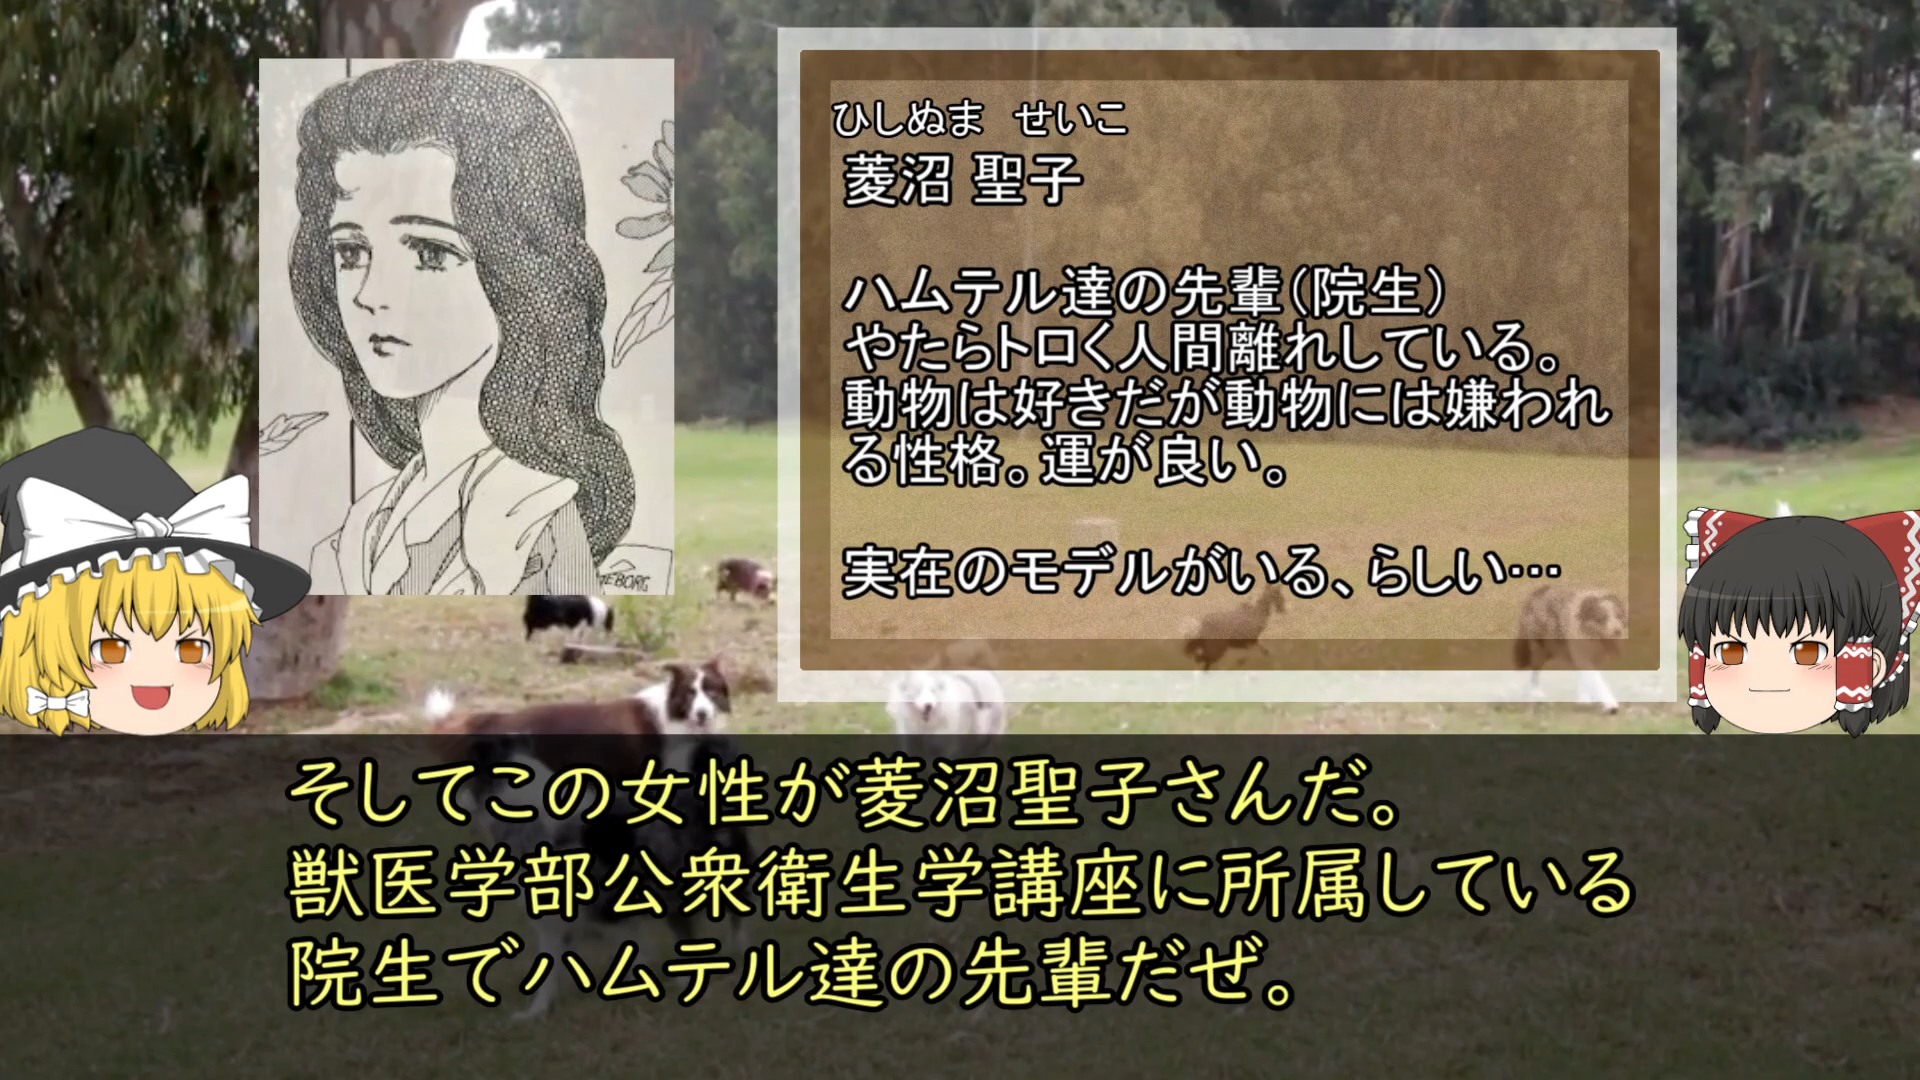 ひしぬま せいこ
菱沼 聖子
ハムテル達の先輩(院生)
やたらトロく人間離れしている。
動物は好きだが動物には嫌われ
る性格。運が良い。
実在のモデルがいる、らしい…
TEBORG
そしてこの女性が菱沼聖子さんだ。
獣医学部公衆衛生学講座に所属している
院生でハムテル達の先輩だぜ。